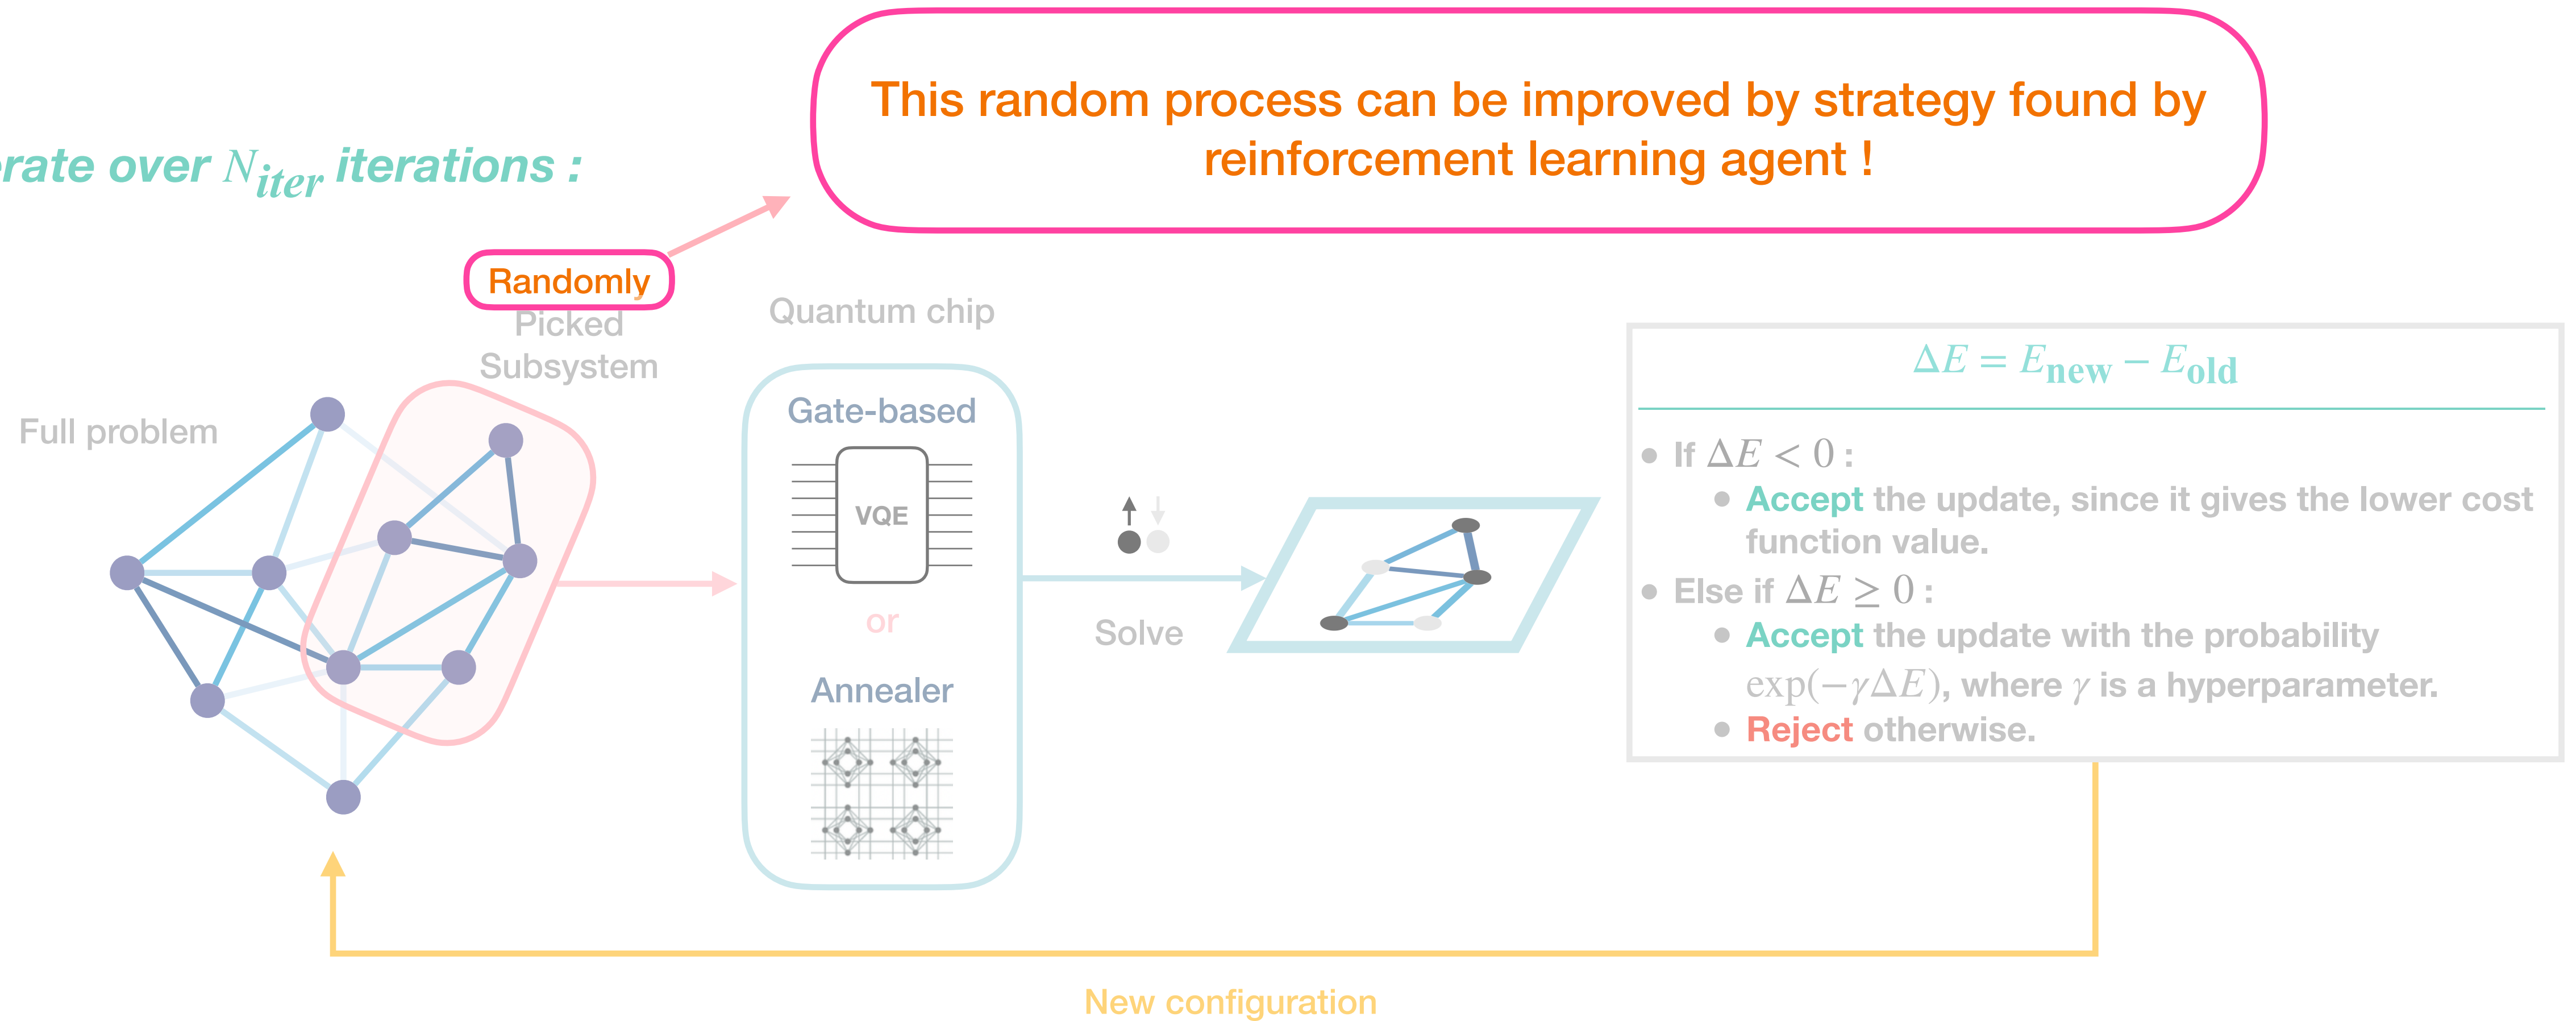 This random process can be improved by strategy found by
reinforcement learning agent !
erate over N_iter iterations :
Randomly
Picked
Subsystem
Quantum chip
Full problem
Gate-based
VQE
or
Annealer
Solve
ΔE = E_new − E_old
• If ΔE < 0 :
• Accept the update, since it gives the lower cost
function value.
• Else if ΔE ≥ 0 :
• Accept the update with the probability
exp(−γΔE), where γ is a hyperparameter.
• Reject otherwise.
New configuration